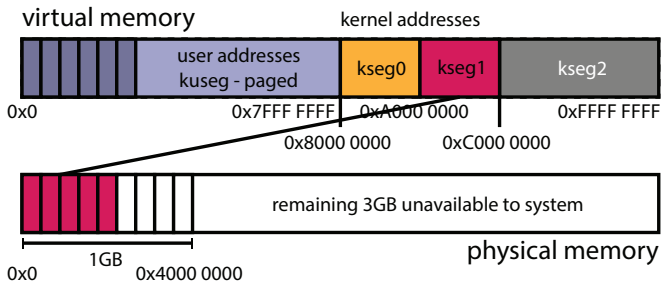 virtual memory
kernel addresses
user addresses
kuseg - paged
kseg0
kseg1
kseg2
0x0
0x7FFF FFFF
0xA000 0000
0xFFFF FFFF
0x8000 0000
0xC000 0000
remaining 3GB unavailable to system
1GB
physical memory
0x0
0x4000 0000